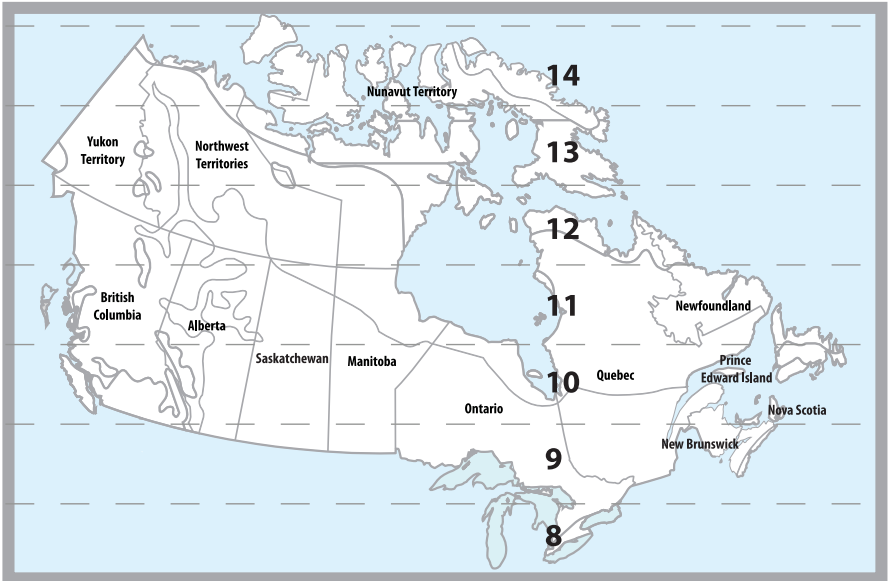 14
Nunavut Territory
Yukon
Territory
Northwest
Territories
13
12
British
Columbia
11
Newfoundland
Alberta
Saskatchewan
Manitoba
10
Quebec
Prince
Edward Island
Ontario
Nova Scotia
New Brunswick
9
8